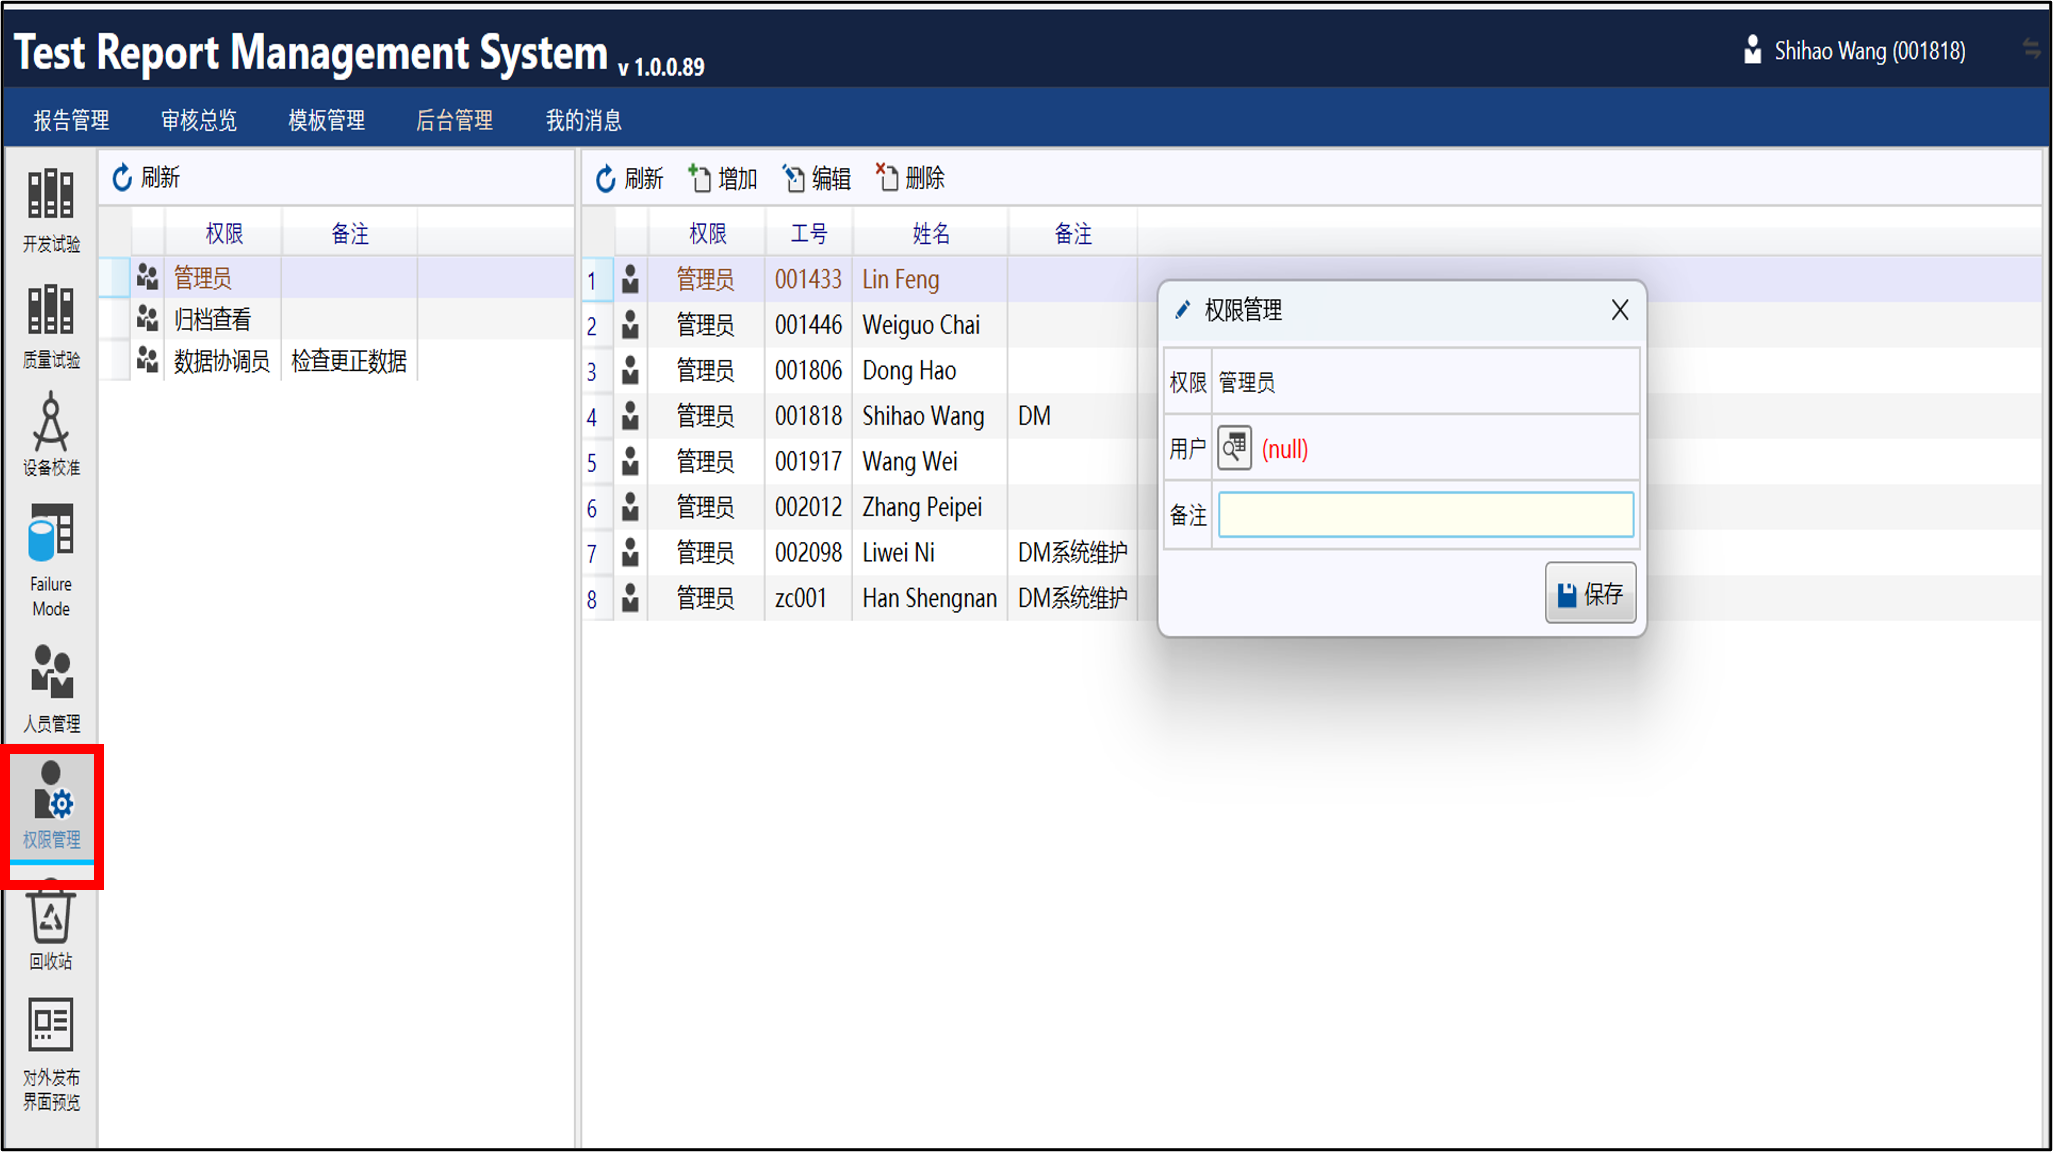 Test Report Management System v 1.0.0.89
Shihao Wang (001818)
报告管理 审核总览 模板管理 后台管理 我的消息
开发试验
质量试验
设备校准
Failure
Mode
人员管理
权限管理
回收站
对外发布
界面预览
刷新
权限 备注
管理员
归档查看
数据协调员 检查更正数据
刷新 增加 编辑 删除
权限 工号 姓名 备注
1 管理员 001433 Lin Feng
2 管理员 001446 Weiguo Chai
3 管理员 001806 Dong Hao
4 管理员 001818 Shihao Wang DM
5 管理员 001917 Wang Wei
6 管理员 002012 Zhang Peipei
7 管理员 002098 Liwei Ni DM系统维护
8 管理员 zc001 Han Shengnan DM系统维护
权限管理
权限 管理员
用户 (null)
备注
保存